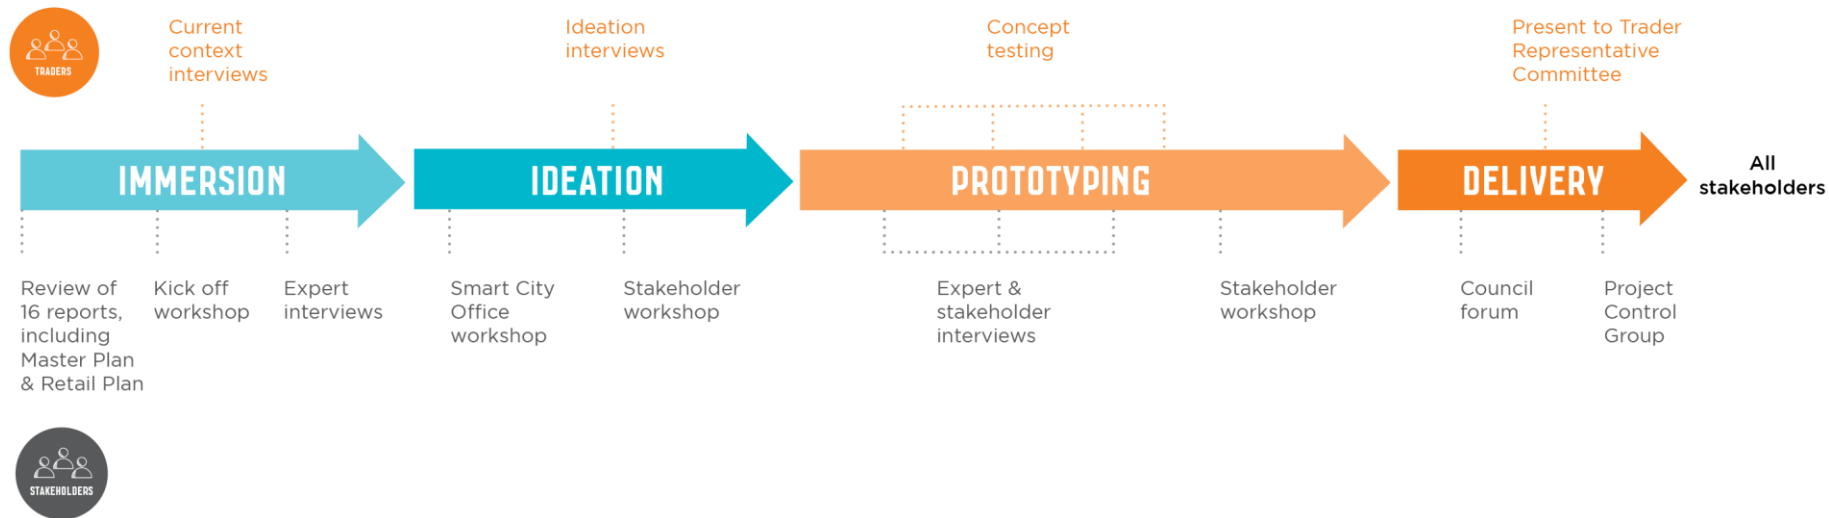 TRADERS
Current
context
interviews
Ideation
interviews
Concept
testing
Present to Trader
Representative
Committee
IMMERSION
IDEATION
PROTOTYPING
DELIVERY
All
stakeholders
Review of
16 reports,
including
Master Plan
& Retail Plan
Kick off
workshop
Expert
interviews
Smart City
Office
workshop
Stakeholder
workshop
Expert &
stakeholder
interviews
Stakeholder
workshop
Council
forum
Project
Control
Group
STAKEHOLDERS